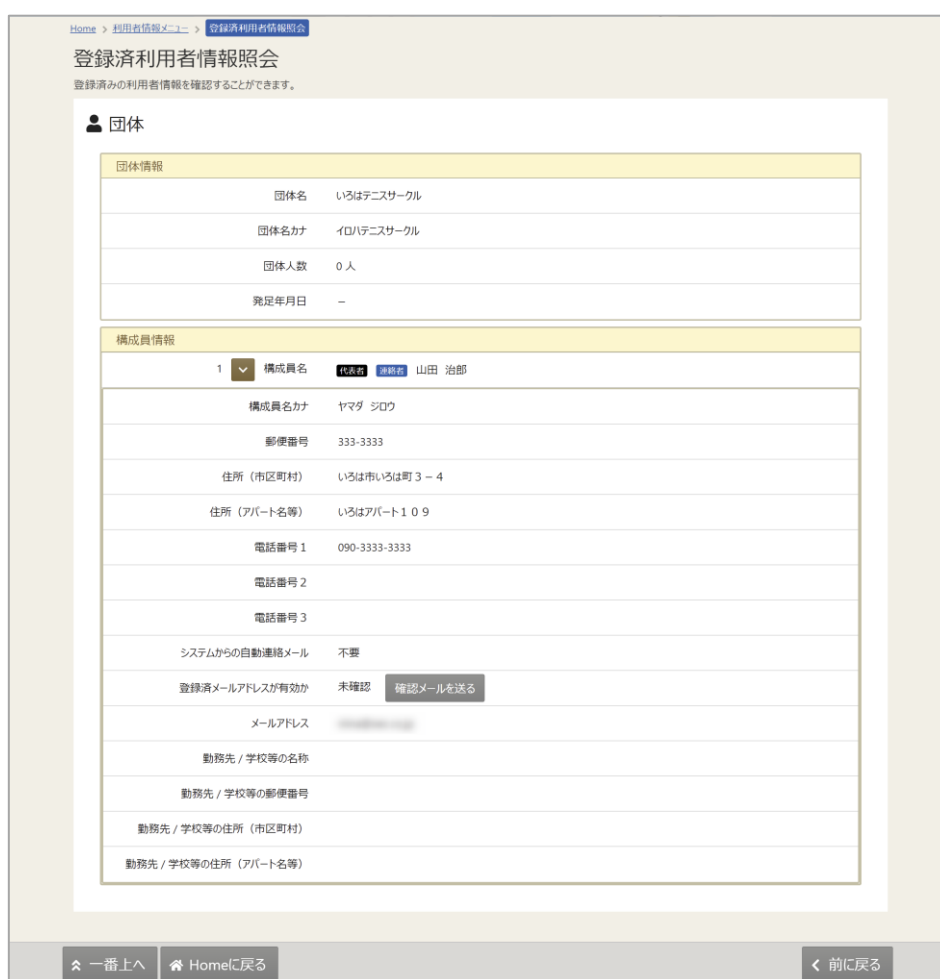 Home > 利用者情報メニュー > 登録済利用者情報照会
登録済利用者情報照会
登録済みの利用者情報を確認することができます。
団体
団体情報
団体名 いろはテニスサークル
団体名カナ イロハテニスサークル
団体人数 0 人
発足年月日 −
構成員情報
1 構成員名 代表者 連絡者 山田 治郎
構成員名カナ ヤマダ ジロウ
郵便番号 333-3333
住所（市区町村） いろは市いろは町３－４
住所（アパート名等） いろはアパート１０９
電話番号１ 090-3333-3333
電話番号２
電話番号３
システムからの自動連絡メール 不要
登録済メールアドレスが有効か 未確認 確認メールを送る
メールアドレス
勤務先 / 学校等の名称
勤務先 / 学校等の郵便番号
勤務先 / 学校等の住所（市区町村）
勤務先 / 学校等の住所（アパート名等）
一番上へ Homeに戻る 前に戻る